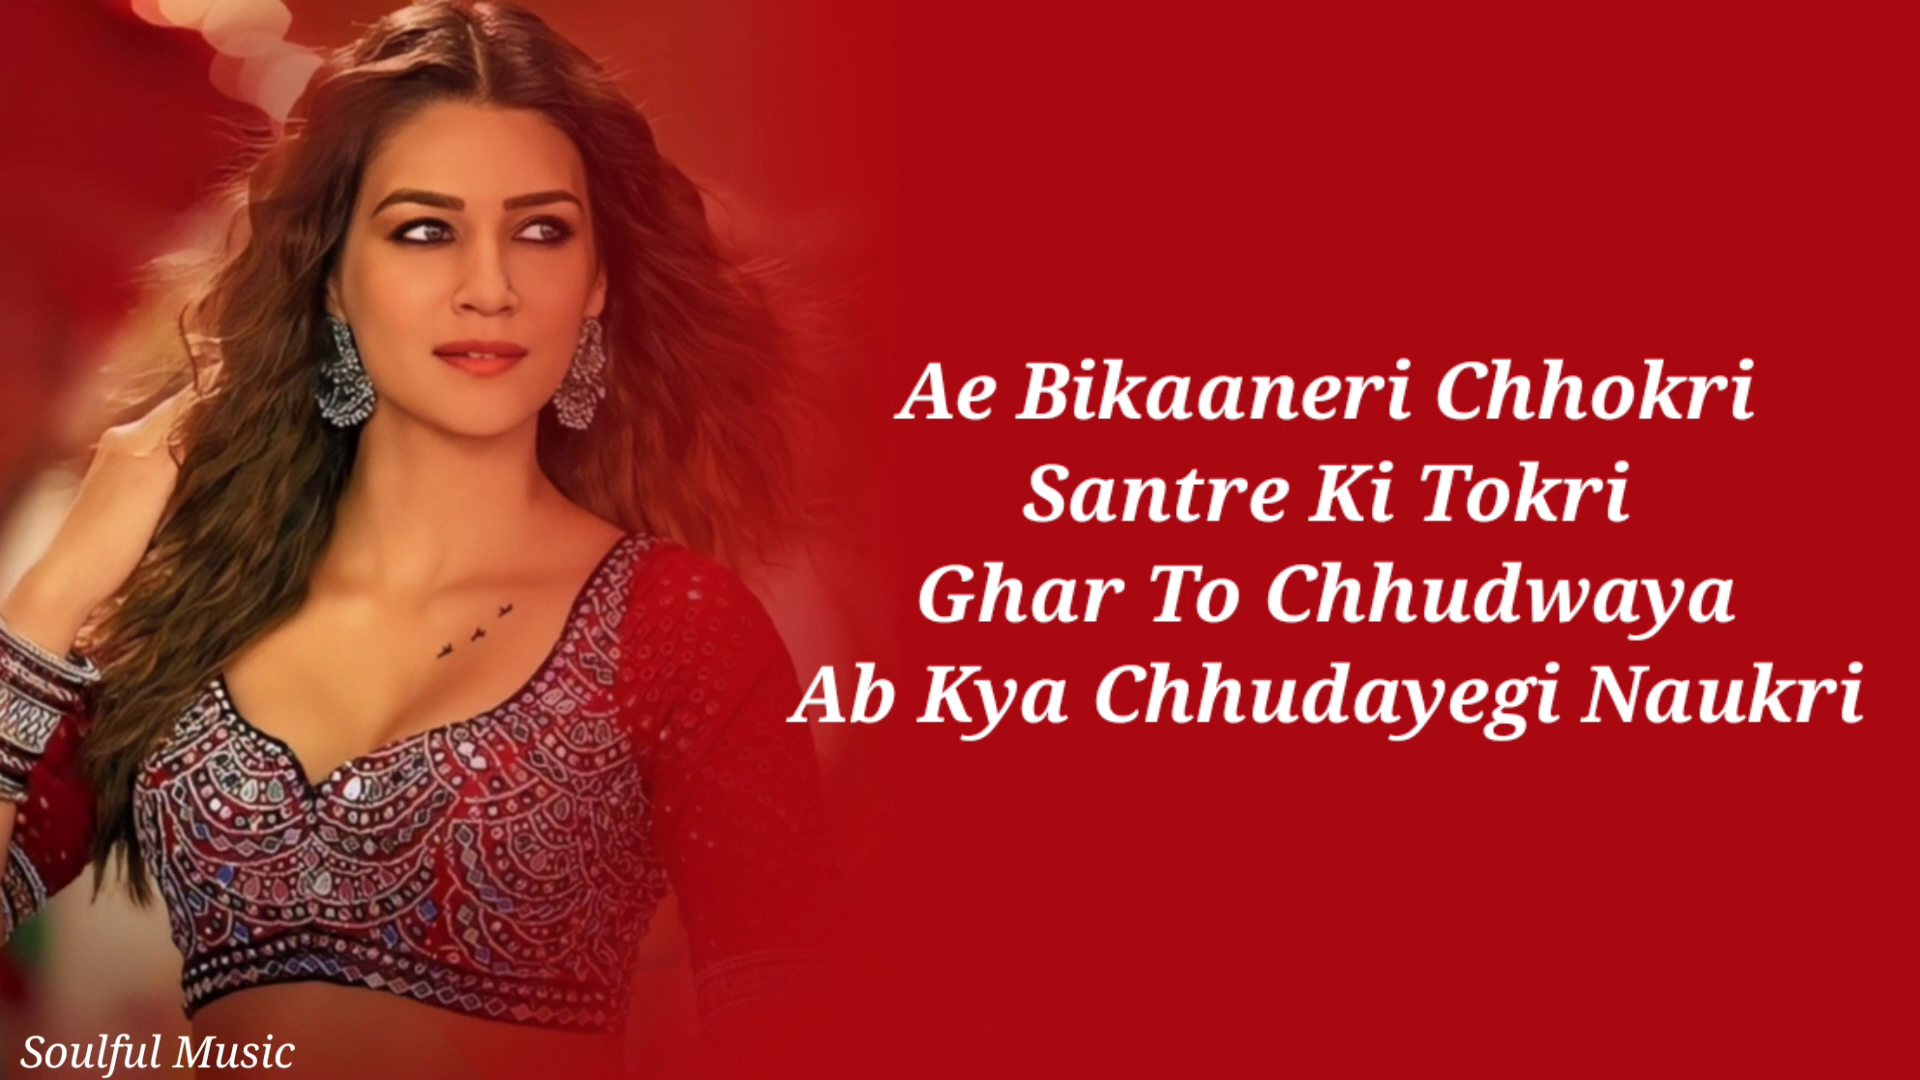 Ae Bikaaneri Chhokri
Santre Ki Tokri
Ghar To Chhudwaya
Ab Kya Chhudayegi Naukri
Soulful Music